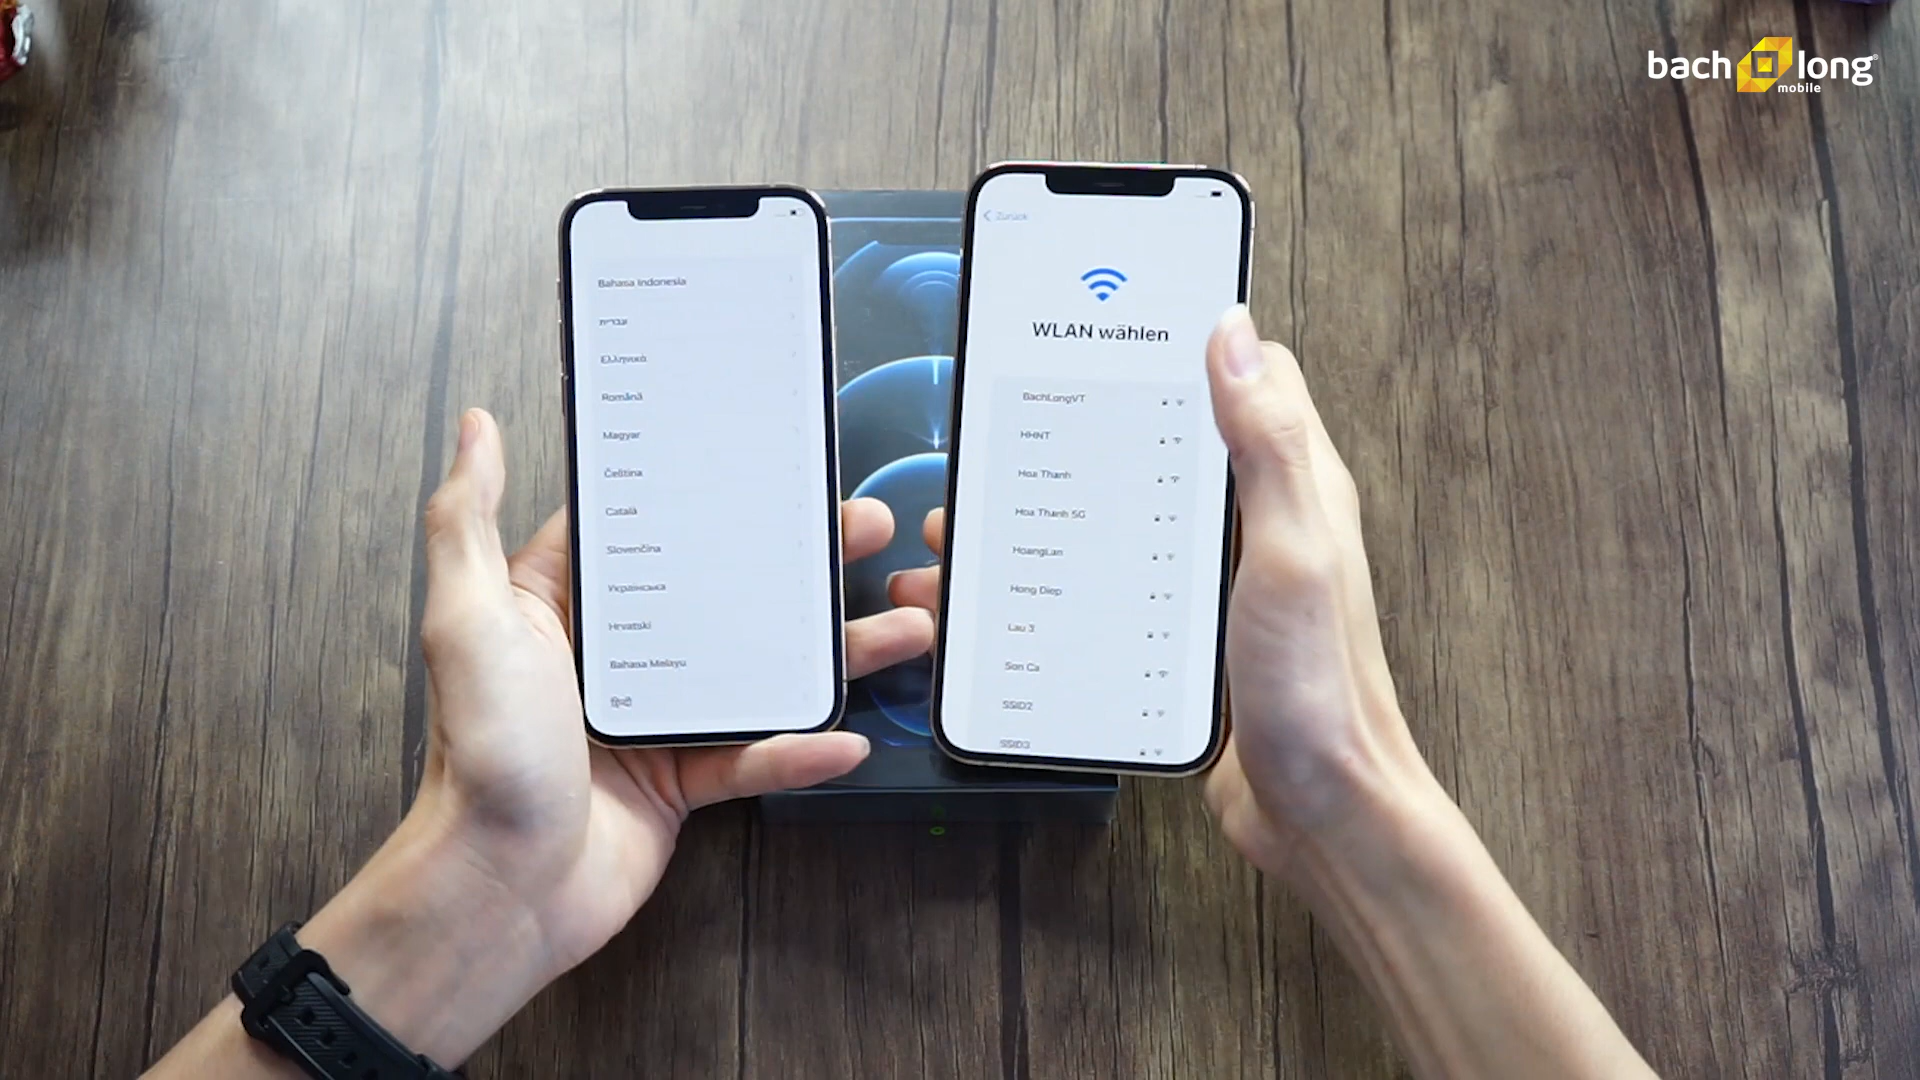 bach long
mobile
Bahasa Indonesia
עברית
Ελληνικά
Română
Magyar
Čeština
Català
Slovenčina
Українська
Hrvatski
Bahasa Melayu
हिन्दी
Zurück
WLAN wählen
BachLongVT
HHNT
Hoa Thanh
Hoa Thanh 5G
HoangLan
Hong Diep
Lau 3
Son Ca
SSID2
SSID3